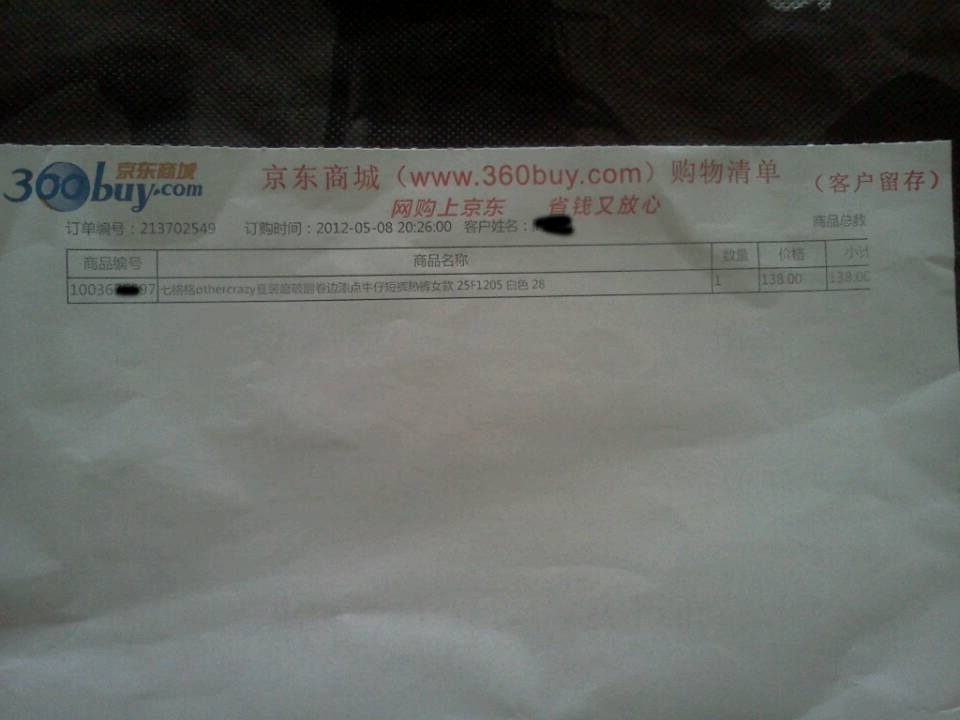 360buy.com 京东商城
京东商城（www.360buy.com）购物清单 （客户留存）
网购上京东 省钱又放心
订单编号：213702549 订购时间：2012-05-08 20:26:00 客户姓名： 商品总数
商品编号 商品名称 数量 价格 小计
10036 97 七格格othercrazy夏装磨破翻卷边漆点牛仔短裤热裤女款 25F1205 白色 28 1 138.00 138.00